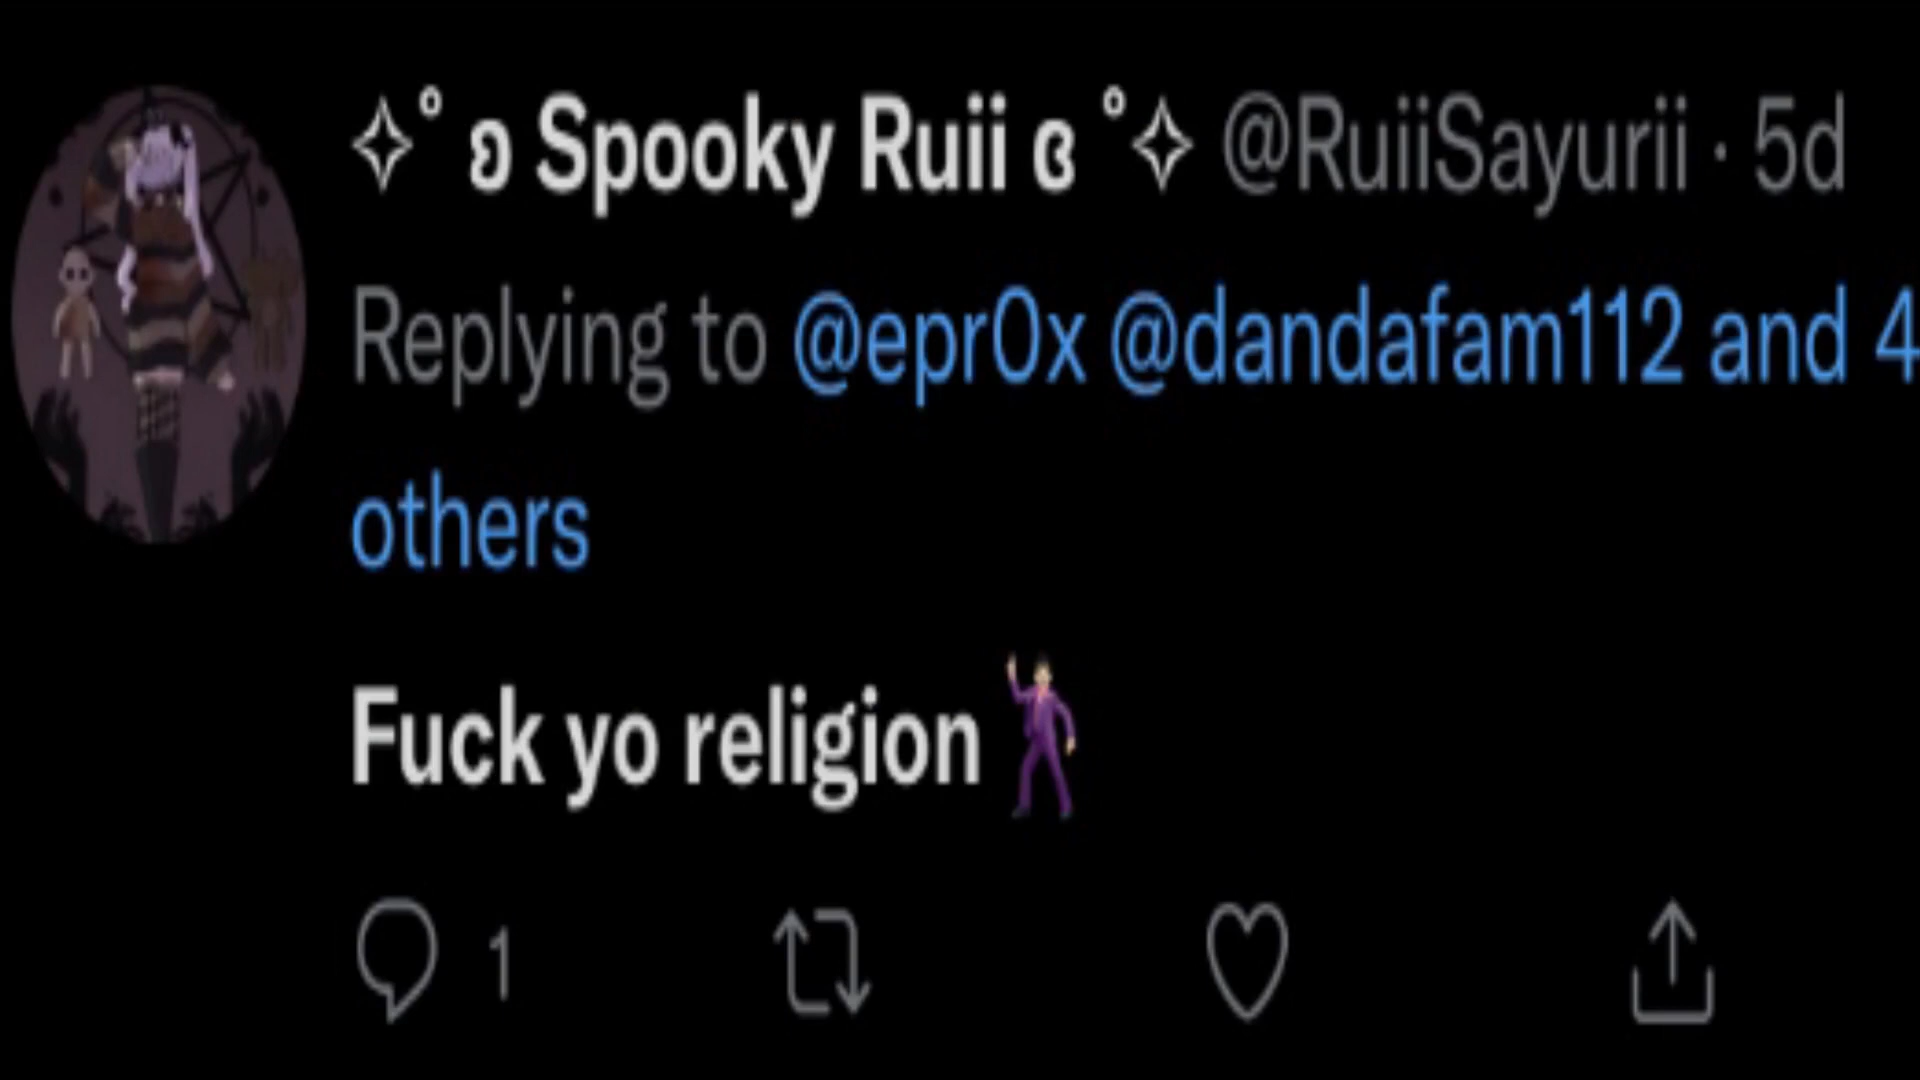 ✧˚ ʚ Spooky Ruii ɞ ˚✧ @RuiiSayurii · 5d
Replying to @epr0x @dandafam112 and 4
others
Fuck yo religion🕺
1